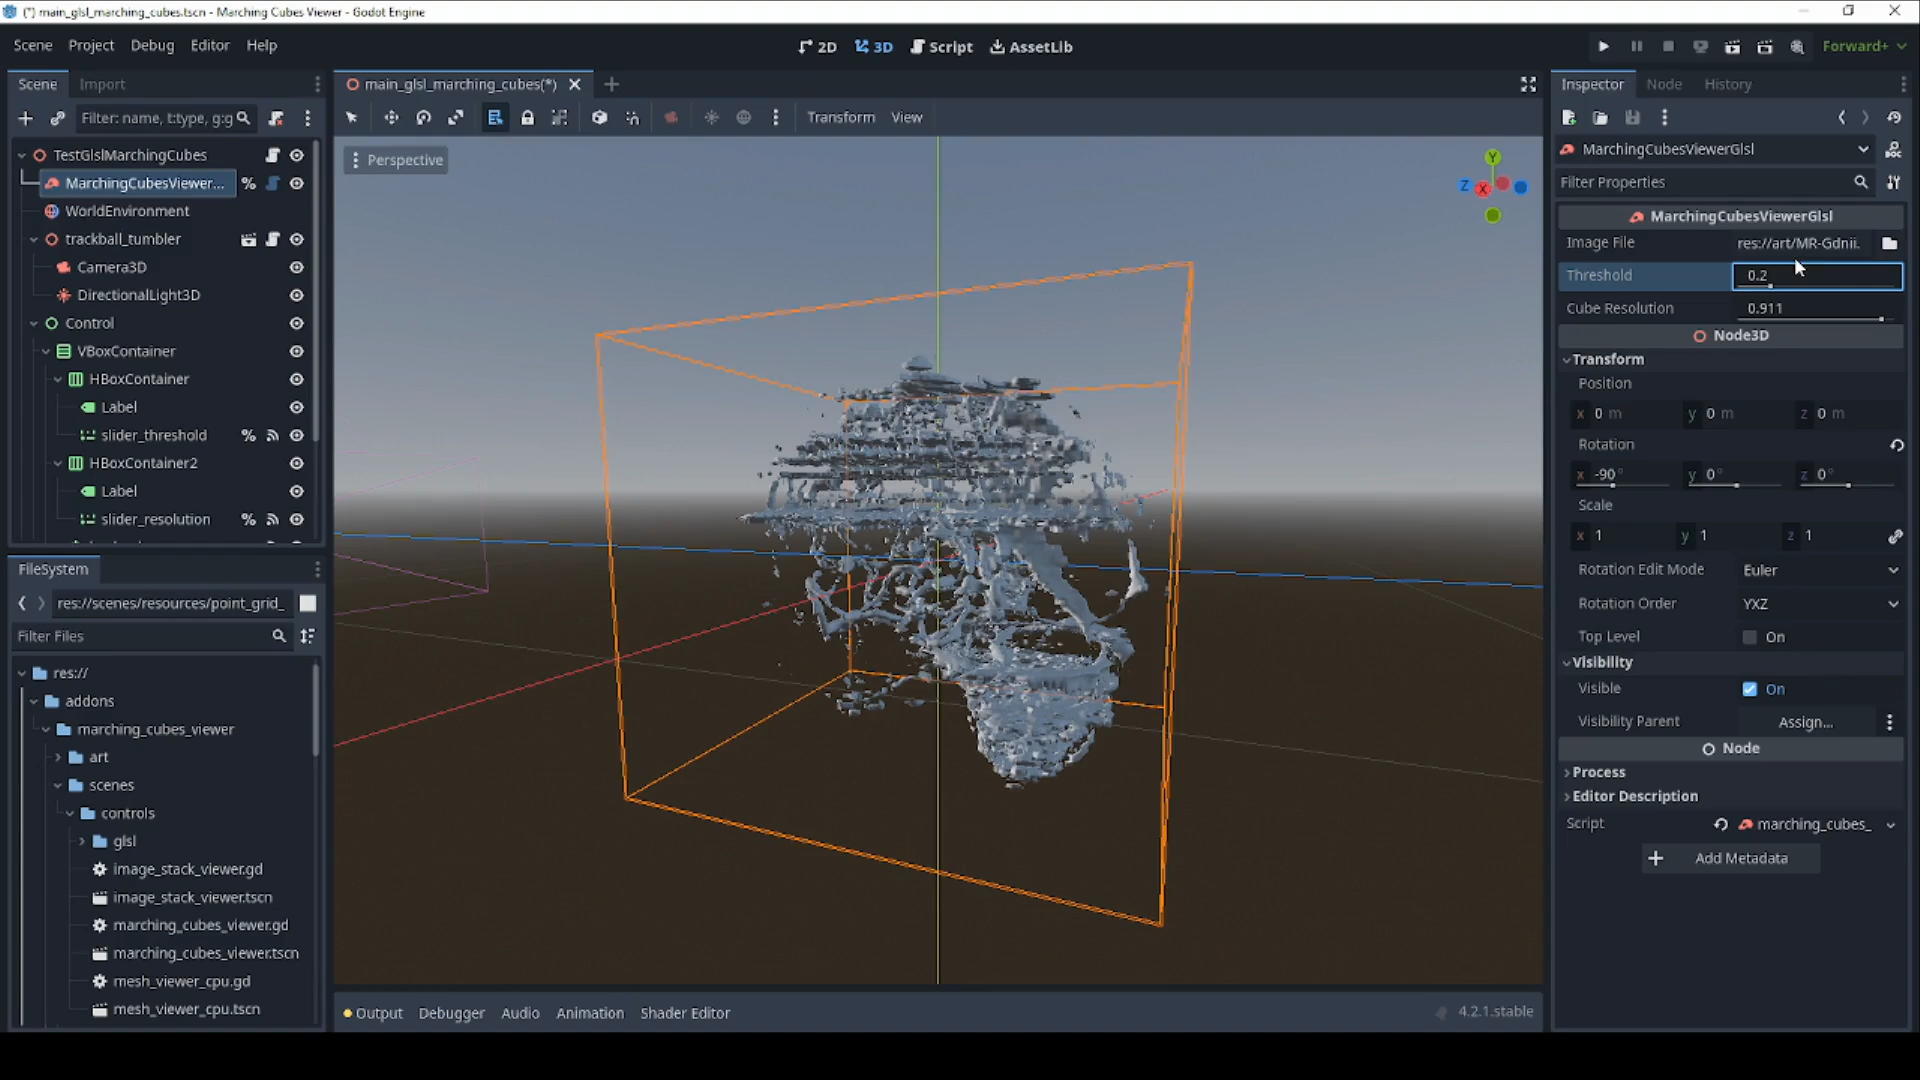 (*) main_glsl_marching_cubes.tscn - Marching Cubes Viewer - Godot Engine
Scene Project Debug Editor Help
2D 3D Script AssetLib
Forward+
Scene Import
Filter: name, t:type, g:g
TestGlslMarchingCubes
MarchingCubesViewer...
WorldEnvironment
trackball_tumbler
Camera3D
DirectionalLight3D
Control
VBoxContainer
HBoxContainer
Label
slider_threshold
HBoxContainer2
Label
slider_resolution
FileSystem
res://scenes/resources/point_grid_
Filter Files
res://
addons
marching_cubes_viewer
art
scenes
controls
glsl
image_stack_viewer.gd
image_stack_viewer.tscn
marching_cubes_viewer.gd
marching_cubes_viewer.tscn
mesh_viewer_cpu.gd
mesh_viewer_cpu.tscn
main_glsl_marching_cubes(*)
Transform View
Perspective
Y
Z X
Output Debugger Audio Animation Shader Editor
4.2.1.stable
Inspector Node History
MarchingCubesViewerGlsl
Filter Properties
MarchingCubesViewerGlsl
Image File res://art/MR-Gdnii.
Threshold 0.2
Cube Resolution 0.911
Node3D
Transform
Position
x 0 m y 0 m z 0 m
Rotation
x -90° y 0° z 0°
Scale
x 1 y 1 z 1
Rotation Edit Mode Euler
Rotation Order YXZ
Top Level On
Visibility
Visible On
Visibility Parent Assign...
Node
Process
Editor Description
Script marching_cubes_
Add Metadata